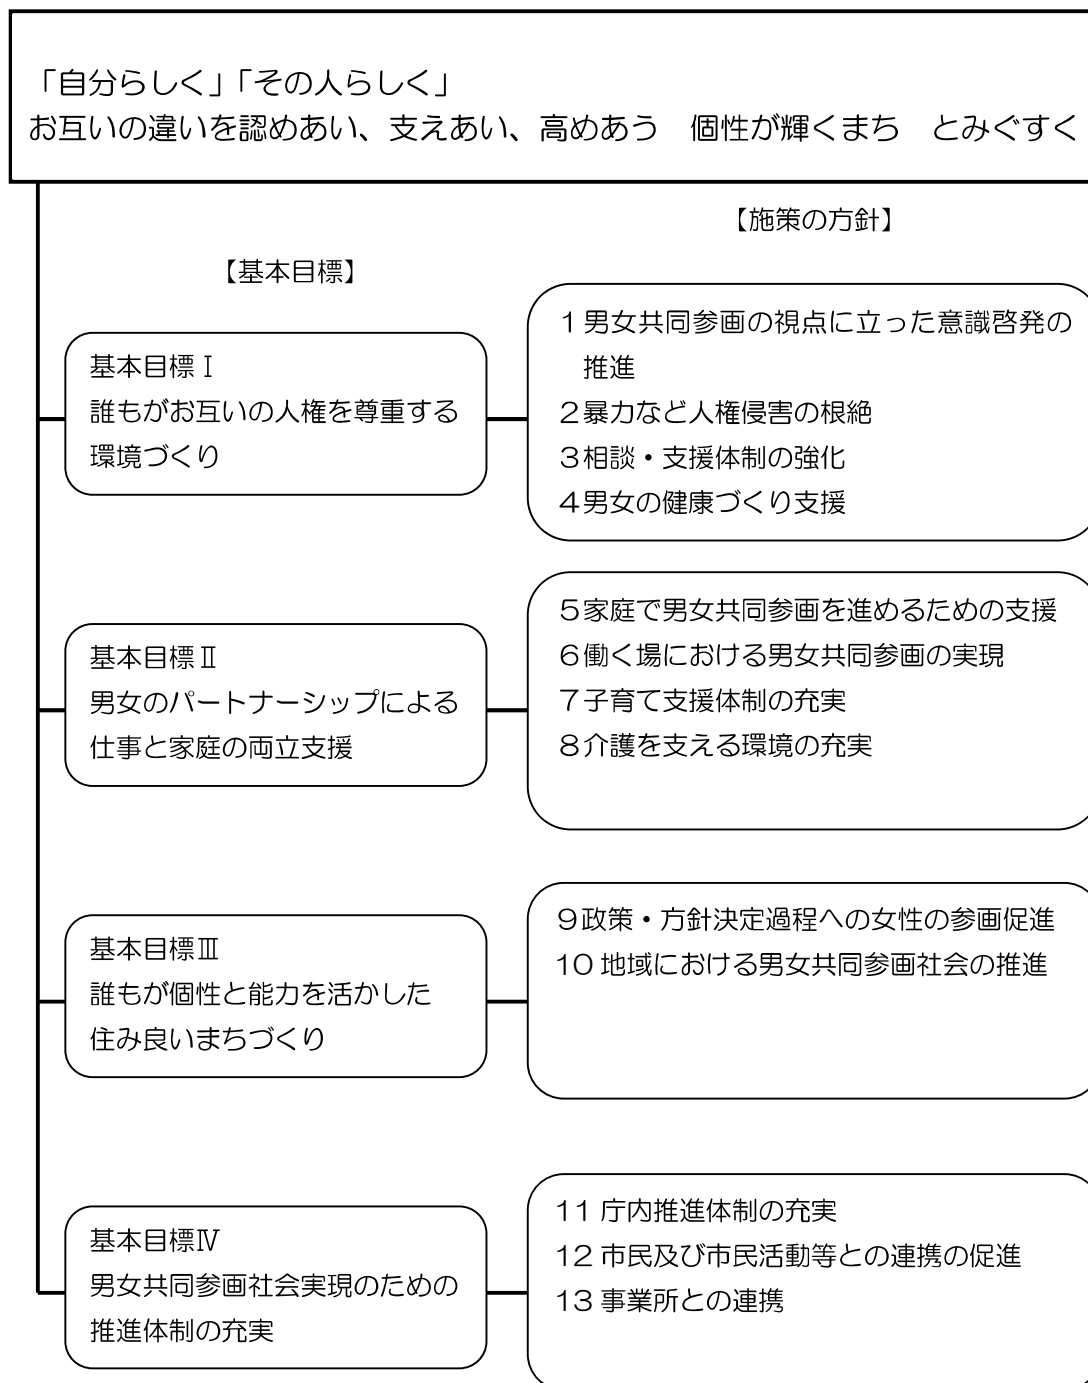 「自分らしく」「その人らしく」
お互いの違いを認めあい、支えあい、高めあう　個性が輝くまち　とみぐすく
【施策の方針】
【基本目標】
基本目標Ⅰ
誰もがお互いの人権を尊重する
環境づくり
1男女共同参画の視点に立った意識啓発の
推進
2暴力など人権侵害の根絶
3相談・支援体制の強化
4男女の健康づくり支援
基本目標Ⅱ
男女のパートナーシップによる
仕事と家庭の両立支援
5家庭で男女共同参画を進めるための支援
6働く場における男女共同参画の実現
7子育て支援体制の充実
8介護を支える環境の充実
基本目標Ⅲ
誰もが個性と能力を活かした
住み良いまちづくり
9政策・方針決定過程への女性の参画促進
10 地域における男女共同参画社会の推進
基本目標Ⅳ
男女共同参画社会実現のための
推進体制の充実
11 庁内推進体制の充実
12 市民及び市民活動等との連携の促進
13 事業所との連携